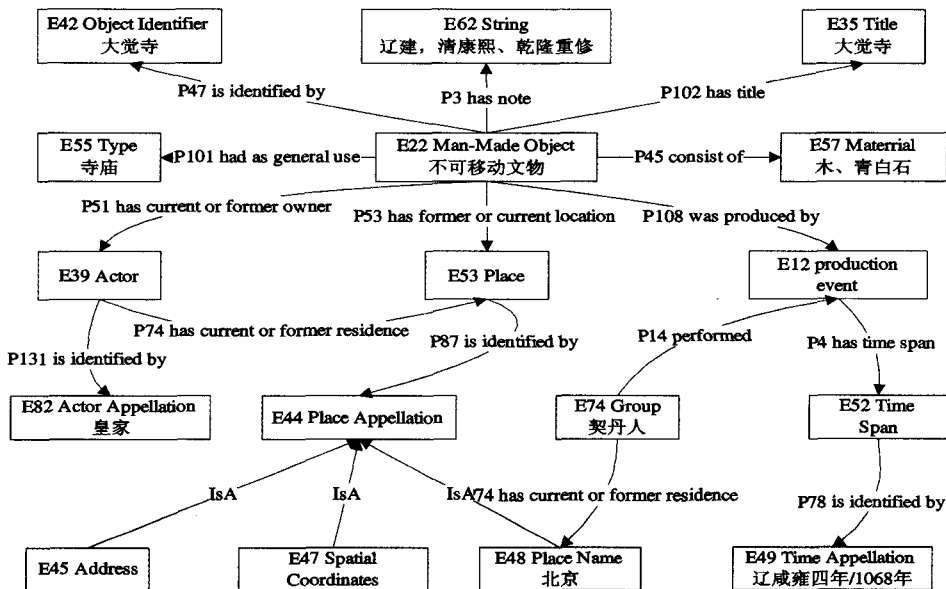 E42 Object Identifier
大觉寺
E62 String
辽建，清康熙、乾隆重修
E35 Title
大觉寺
P47 is identified by
P3 has note
P102 has title
E55 Type
寺庙
P101 had as general use
E22 Man-Made Object
不可移动文物
P45 consist of
E57 Materrial
木、青白石
P51 has current or former owner
P53 has former or current location
P108 was produced by
E39 Actor
E53 Place
E12 production
event
P74 has current or former residence
P14 performed
P87 is identified by
P4 has time span
P131 is identified by
E82 Actor Appellation
皇家
E44 Place Appellation
E74 Group
契丹人
E52 Time
Span
IsA
IsA
IsA
74 has current or former residence
P78 is identified by
E45 Address
E47 Spatial
Coordinates
E48 Place Name
北京
E49 Time Appellation
辽咸雍四年/1068年